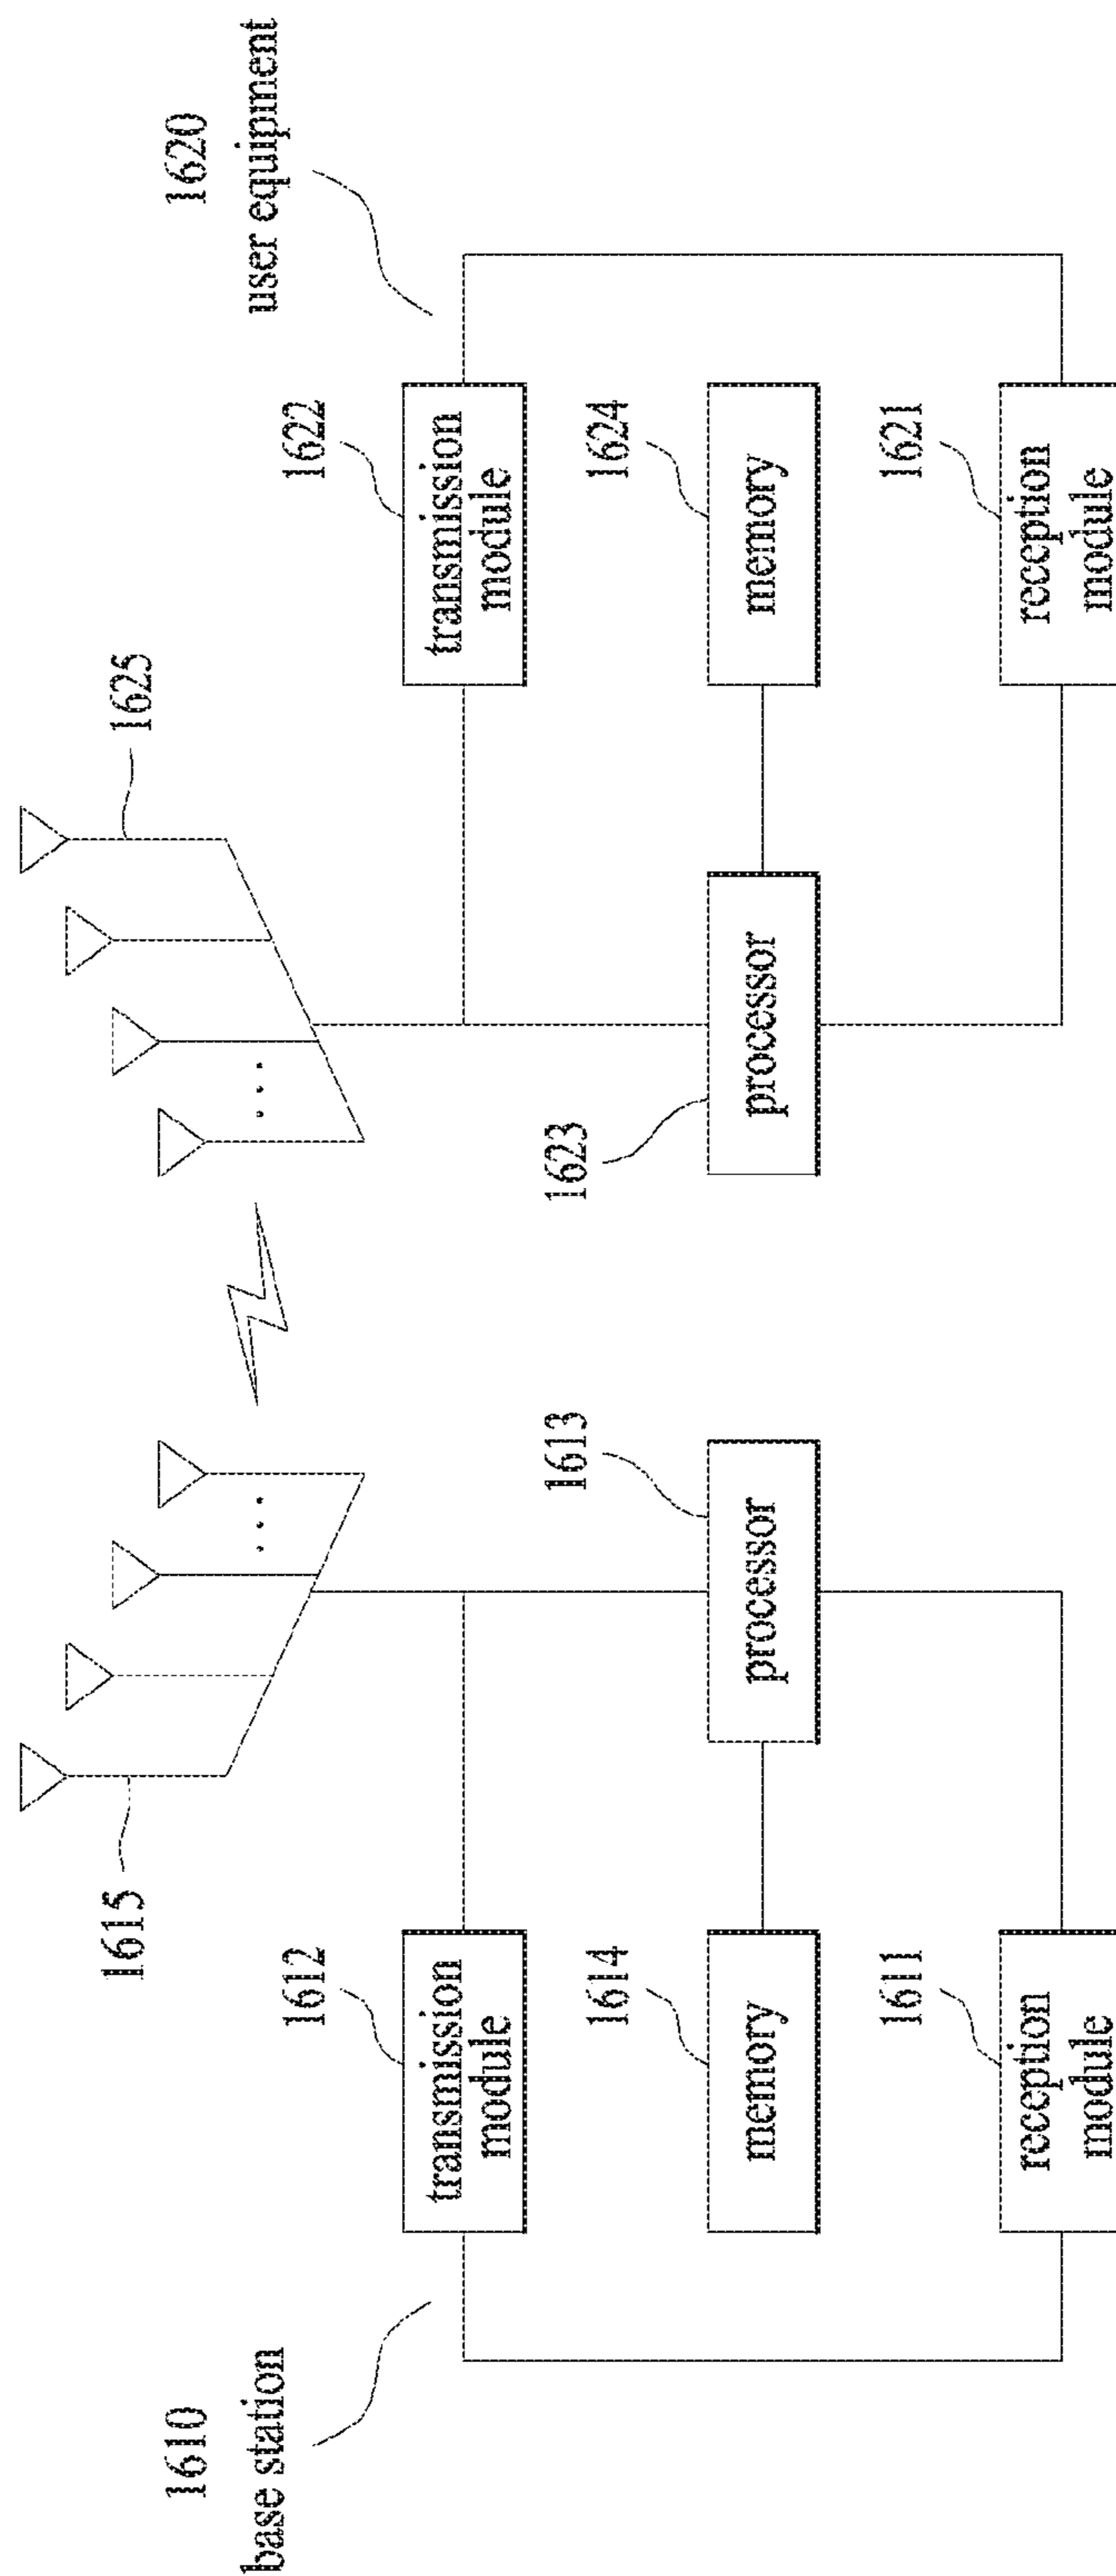 1610
base station
1615
1625
1620
user equipment
1612
transmission
module
1622
transmission
module
1613
processor
1623
processor
1614
memory
1624
memory
1611
reception
module
1621
reception
module
...
...